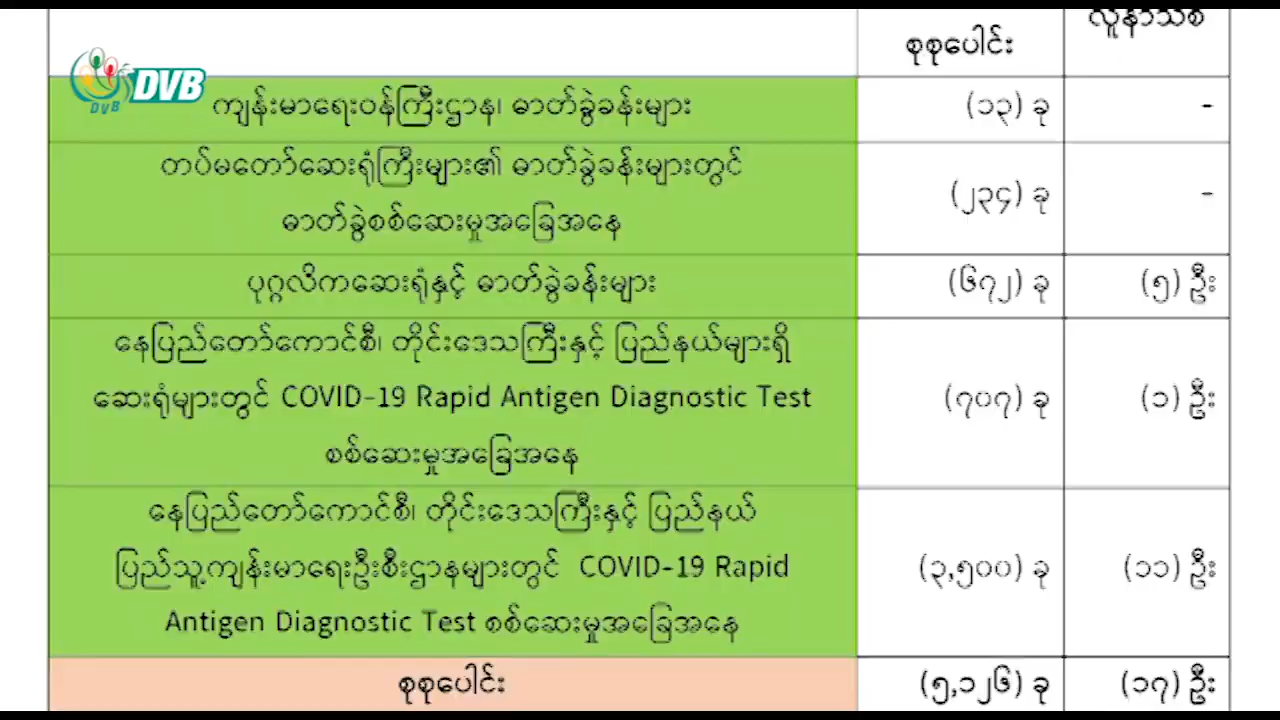 လူနာသစ်
စုစုပေါင်း
DVB
DVB
ကျန်းမာရေးဝန်ကြီးဌာန၊ ဓာတ်ခွဲခန်းများ
(၁၃) ခု
-
တပ်မတော်ဆေးရုံကြီးများ၏ ဓာတ်ခွဲခန်းများတွင်
ဓာတ်ခွဲစစ်ဆေးမှုအခြေအနေ
(၂၃၄) ခု
-
ပုဂ္ဂလိကဆေးရုံနှင့် ဓာတ်ခွဲခန်းများ
(၆၇၂) ခု
(၅) ဦး
နေပြည်တော်ကောင်စီ၊ တိုင်းဒေသကြီးနှင့် ပြည်နယ်များရှိ
ဆေးရုံများတွင် COVID-19 Rapid Antigen Diagnostic Test
စစ်ဆေးမှုအခြေအနေ
(၇၀၇) ခု
(၁) ဦး
နေပြည်တော်ကောင်စီ၊ တိုင်းဒေသကြီးနှင့် ပြည်နယ်
ပြည်သူ့ကျန်းမာရေးဦးစီးဌာနများတွင် COVID-19 Rapid
Antigen Diagnostic Test စစ်ဆေးမှုအခြေအနေ
(၃,၅၀၀) ခု
(၁၁) ဦး
စုစုပေါင်း
(၅,၁၂၆) ခု
(၁၇) ဦး